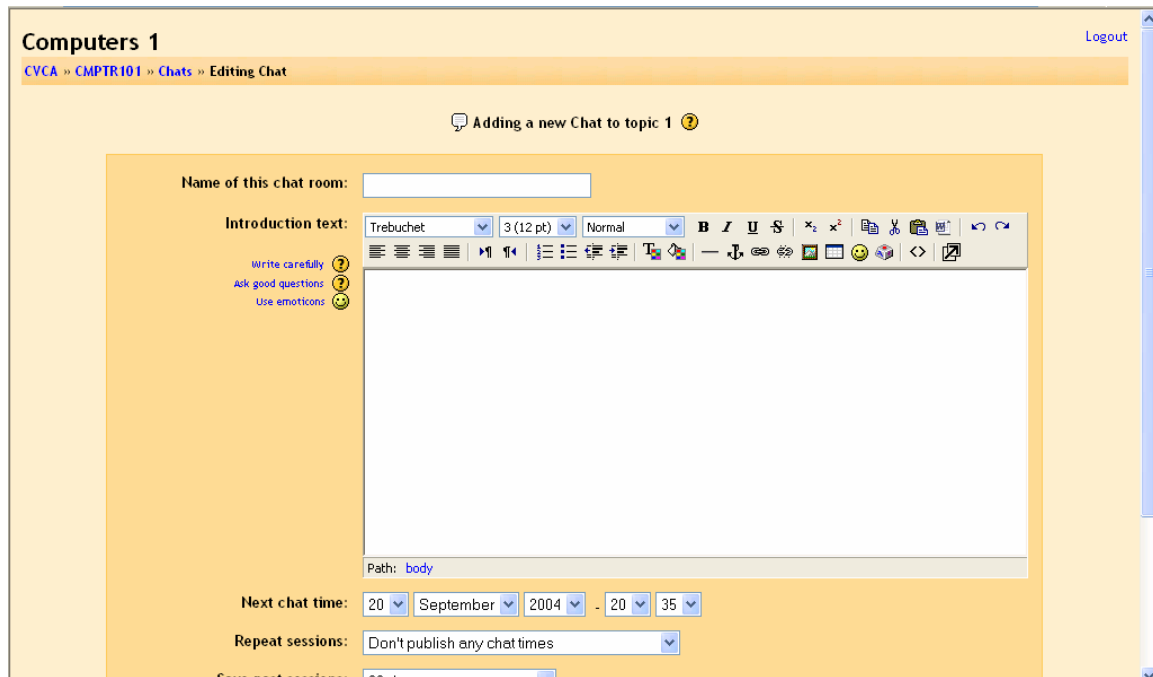 Computers 1
Logout
CVCA » CMPTR101 » Chats » Editing Chat
Adding a new Chat to topic 1 ?
Name of this chat room:
Introduction text:
Trebuchet 3 (12 pt) Normal B I U S x₂ x²
Write carefully ?
Ask good questions ?
Use emoticons
Path: body
Next chat time: 20 September 2004 - 20 35
Repeat sessions: Don't publish any chat times